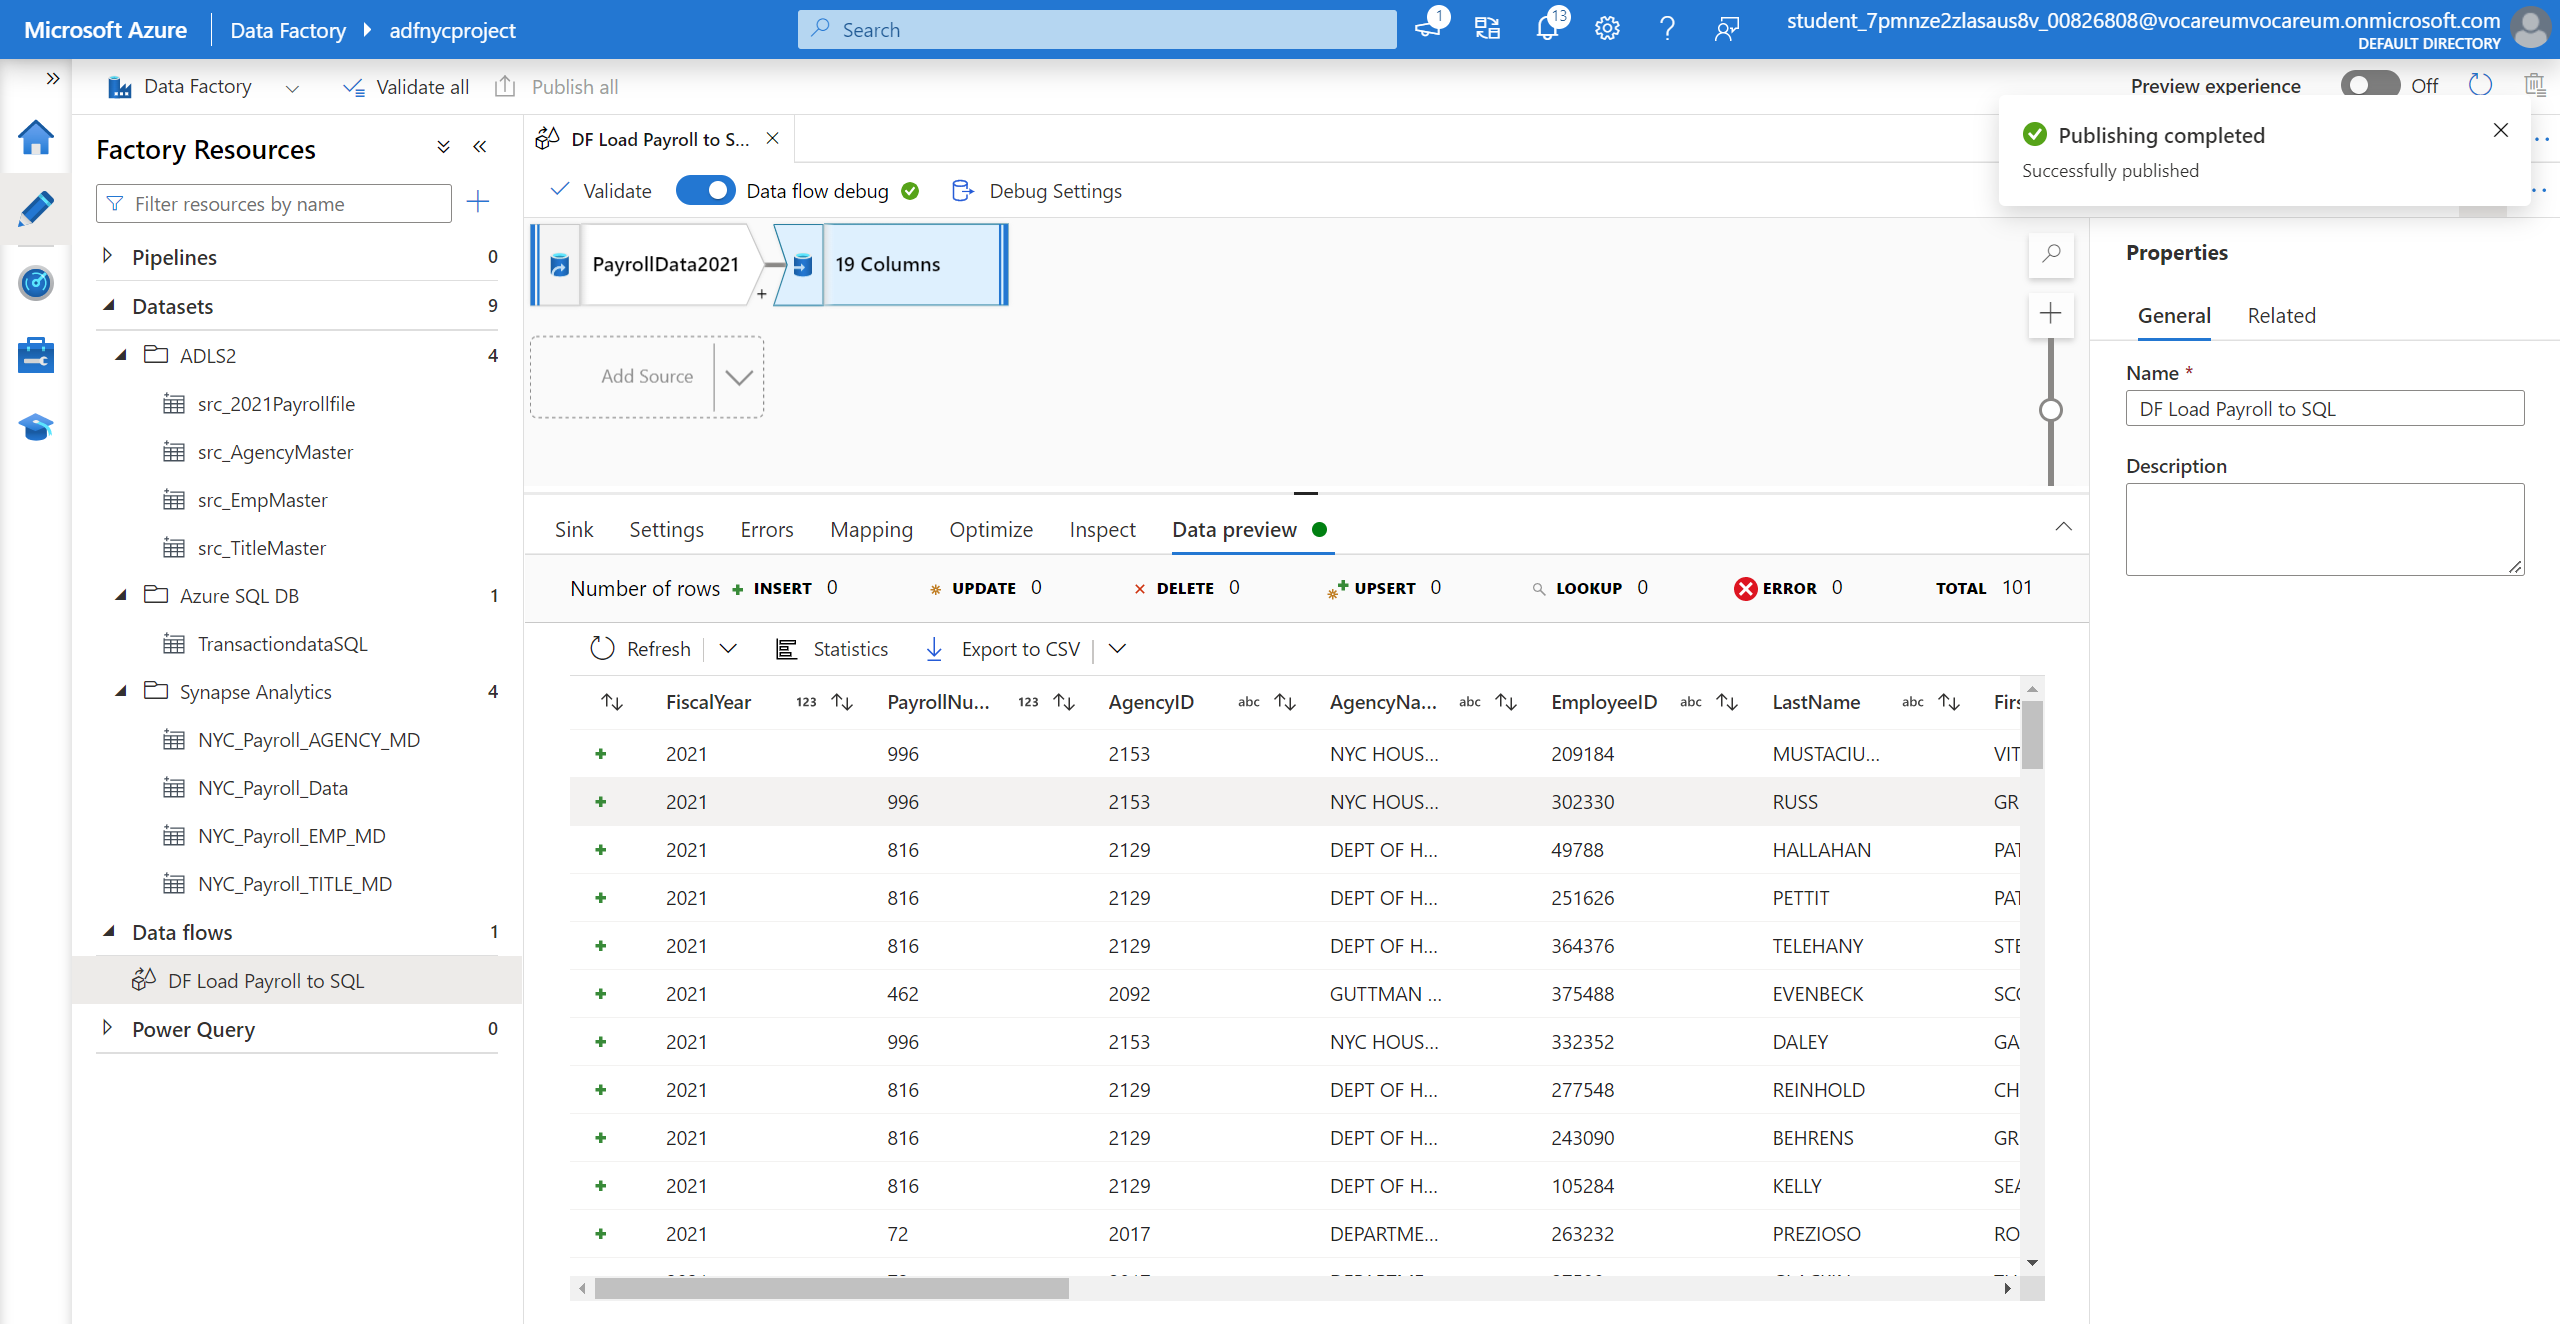 Microsoft Azure Data Factory adfnycproject Search 1 13 student_7pmnze2zlasaus8v_00826808@vocareumvocareum.onmicrosoft.com
DEFAULT DIRECTORY
Data Factory Validate all Publish all Preview experience Off
Publishing completed
Successfully published
Factory Resources
Filter resources by name
Pipelines 0
Datasets 9
ADLS2 4
src_2021Payrollfile
src_AgencyMaster
src_EmpMaster
src_TitleMaster
Azure SQL DB 1
TransactiondataSQL
Synapse Analytics 4
NYC_Payroll_AGENCY_MD
NYC_Payroll_Data
NYC_Payroll_EMP_MD
NYC_Payroll_TITLE_MD
Data flows 1
DF Load Payroll to SQL
Power Query 0
DF Load Payroll to S...
Validate Data flow debug Debug Settings
PayrollData2021 19 Columns
Add Source
Sink Settings Errors Mapping Optimize Inspect Data preview
Number of rows INSERT 0 UPDATE 0 DELETE 0 UPSERT 0 LOOKUP 0 ERROR 0 TOTAL 101
Refresh Statistics Export to CSV
FiscalYear 123 PayrollNu... 123 AgencyID abc AgencyNa... abc EmployeeID abc LastName abc Firs
2021 996 2153 NYC HOUS... 209184 MUSTACIU... VIT
2021 996 2153 NYC HOUS... 302330 RUSS GR
2021 816 2129 DEPT OF H... 49788 HALLAHAN PAT
2021 816 2129 DEPT OF H... 251626 PETTIT PAT
2021 816 2129 DEPT OF H... 364376 TELEHANY STE
2021 462 2092 GUTTMAN ... 375488 EVENBECK SCO
2021 996 2153 NYC HOUS... 332352 DALEY GA
2021 816 2129 DEPT OF H... 277548 REINHOLD CH
2021 816 2129 DEPT OF H... 243090 BEHRENS GR
2021 816 2129 DEPT OF H... 105284 KELLY SEA
2021 72 2017 DEPARTME... 263232 PREZIOSO RO
Properties
General Related
Name *
DF Load Payroll to SQL
Description